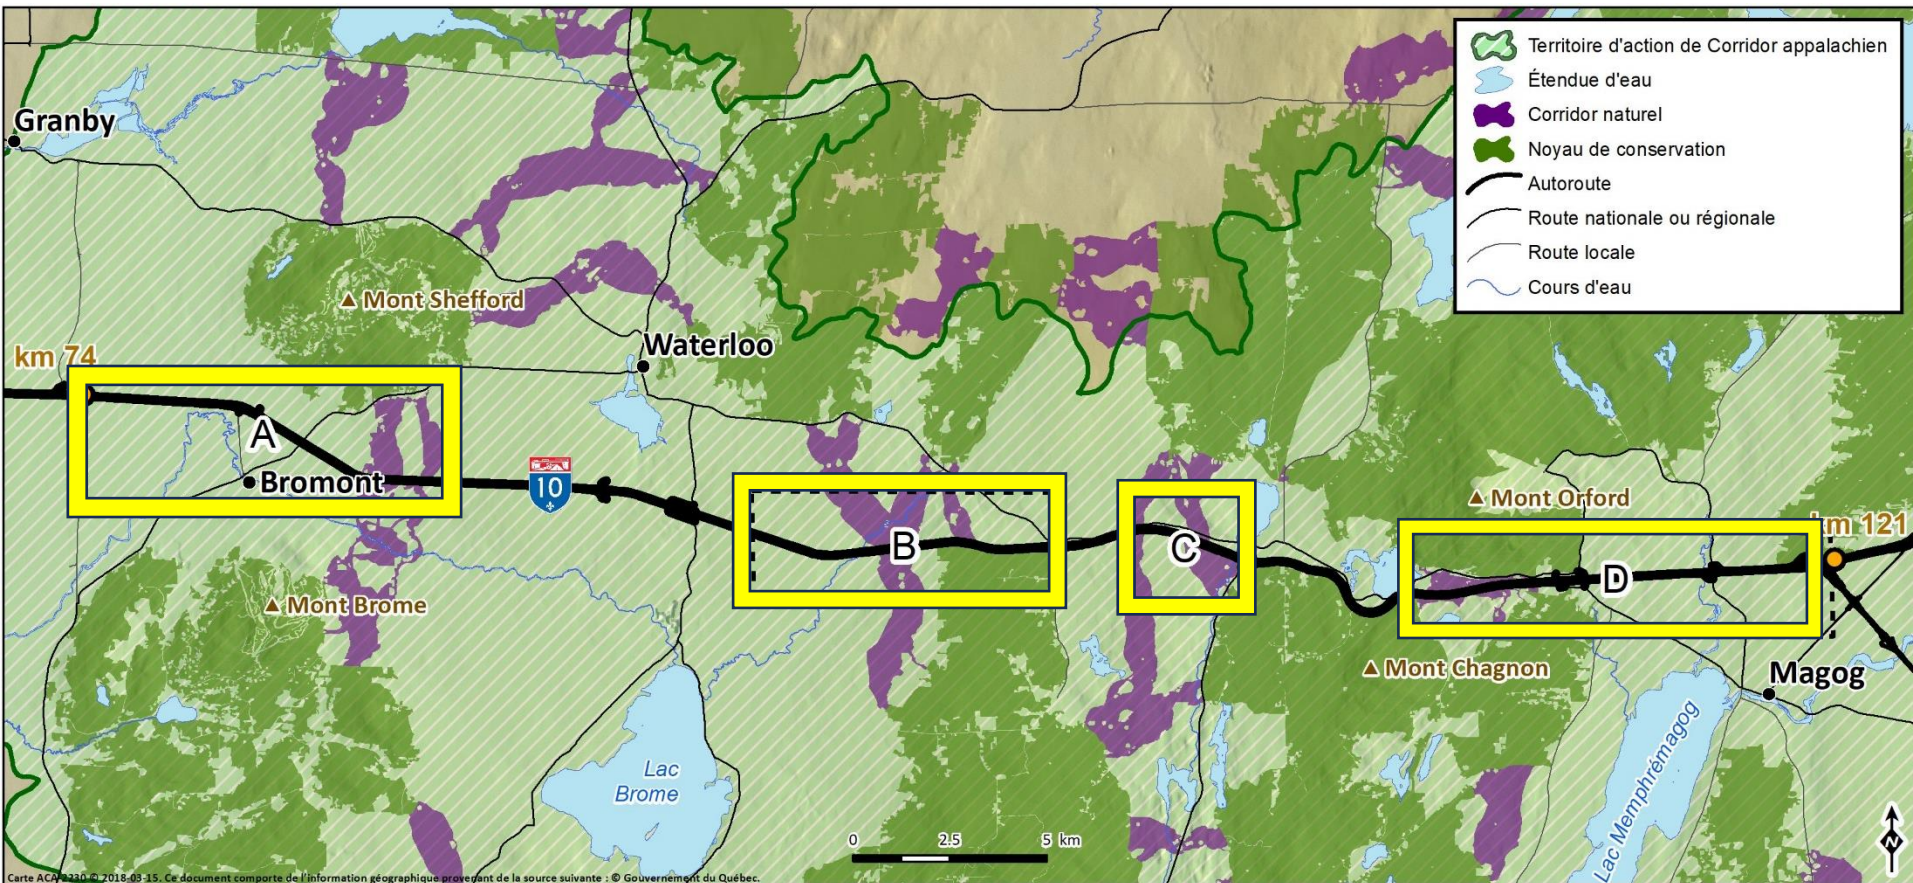 Territoire d'action de Corridor appalachien
Étendue d'eau
Corridor naturel
Noyau de conservation
Autoroute
Route nationale ou régionale
Route locale
Cours d'eau
Granby
Mont Shefford
Waterloo
km 74
A
Bromont
10
B
C
Mont Orford
km 121
D
Mont Brome
Mont Chagnon
Magog
Lac
Brome
Lac Memphrémagog
0 2.5 5 km
N
Carte ACA-2230 © 2018-03-15. Ce document comporte de l'information géographique provenant de la source suivante : © Gouvernement du Québec.